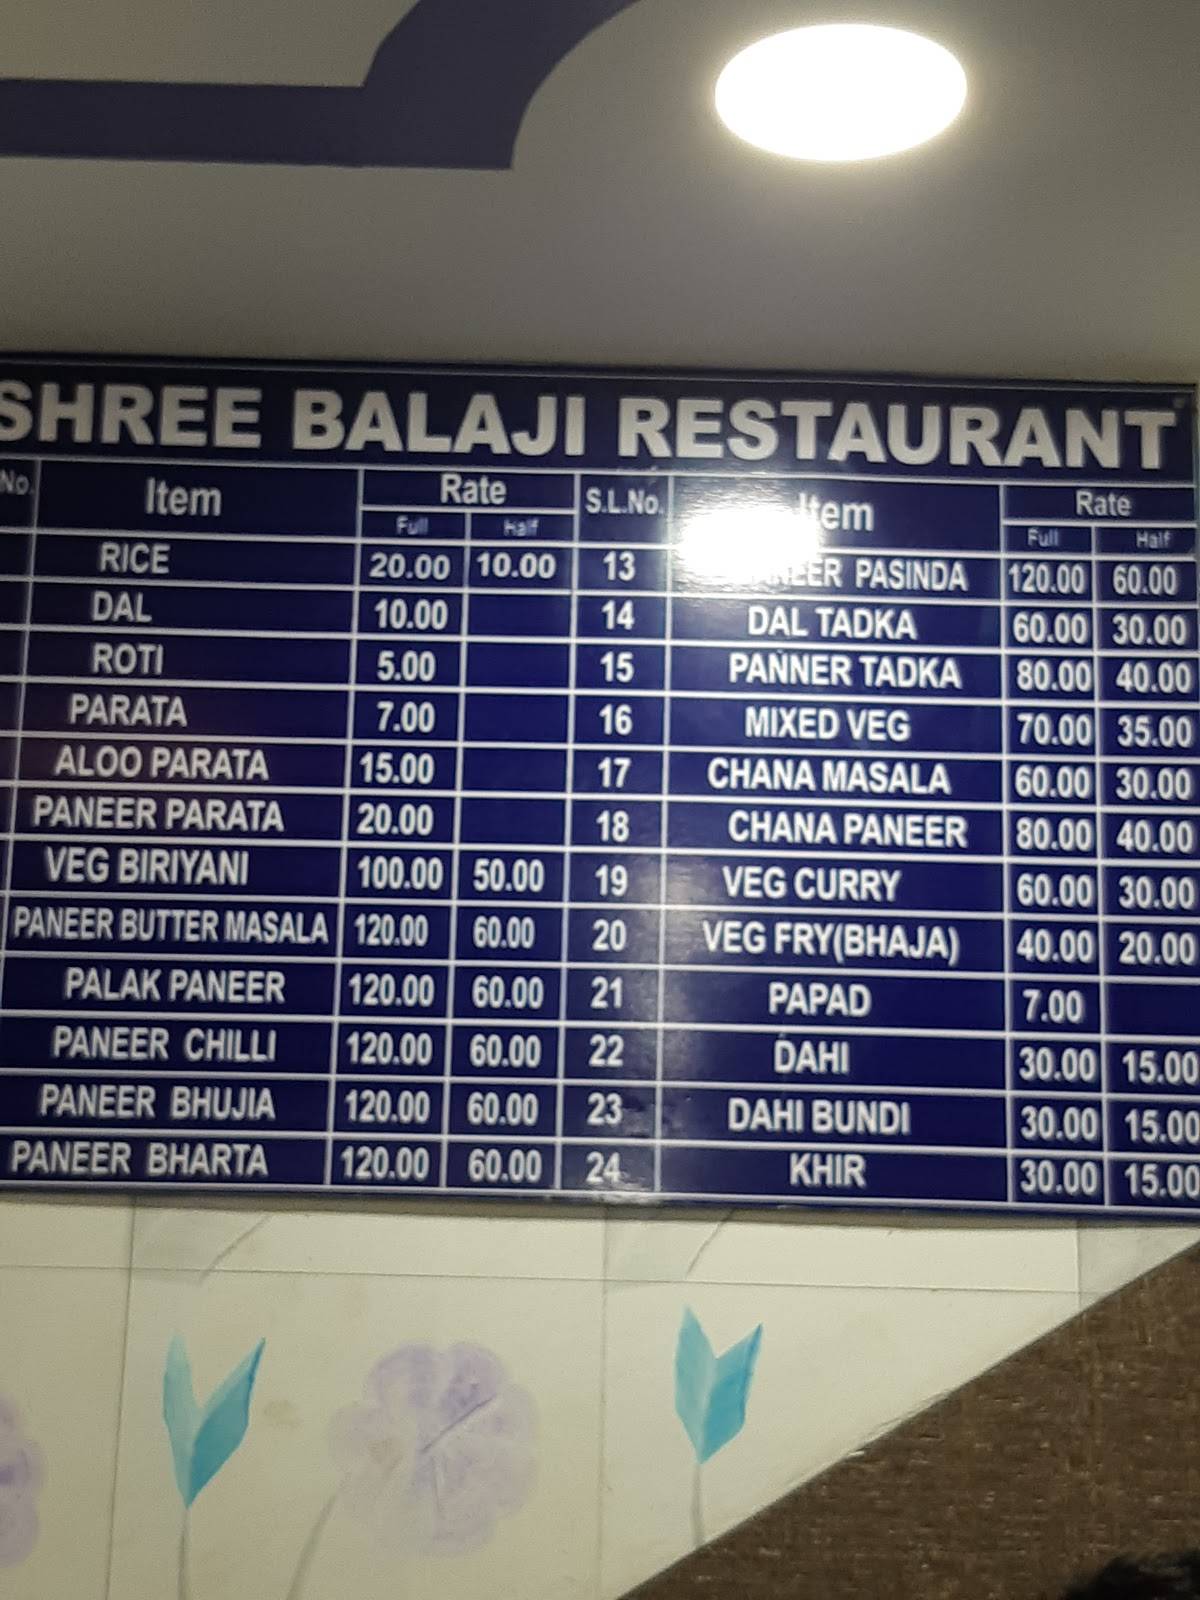 SHREE BALAJI RESTAURANT
No. Item Rate S.L.No. Item Rate
Full Half Full Half
RICE 20.00 10.00 13 PASINDA 120.00 60.00
DAL 10.00 14 DAL TADKA 60.00 30.00
ROTI 5.00 15 PANNER TADKA 80.00 40.00
PARATA 7.00 16 MIXED VEG 70.00 35.00
ALOO PARATA 15.00 17 CHANA MASALA 60.00 30.00
PANEER PARATA 20.00 18 CHANA PANEER 80.00 40.00
VEG BIRIYANI 100.00 50.00 19 VEG CURRY 60.00 30.00
PANEER BUTTER MASALA 120.00 60.00 20 VEG FRY(BHAJA) 40.00 20.00
PALAK PANEER 120.00 60.00 21 PAPAD 7.00
PANEER CHILLI 120.00 60.00 22 DAHI 30.00 15.00
PANEER BHUJIA 120.00 60.00 23 DAHI BUNDI 30.00 15.00
PANEER BHARTA 120.00 60.00 24 KHIR 30.00 15.00